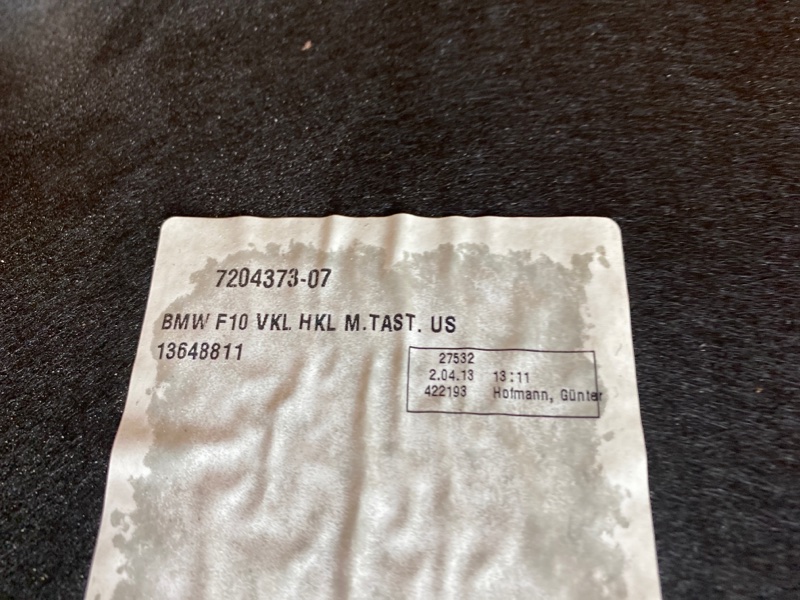 7204373-07
BMW F10 VKL HKL M.TAST. US
13648811
27532
2.04.13 13:11
422193 Hofmann, Günter